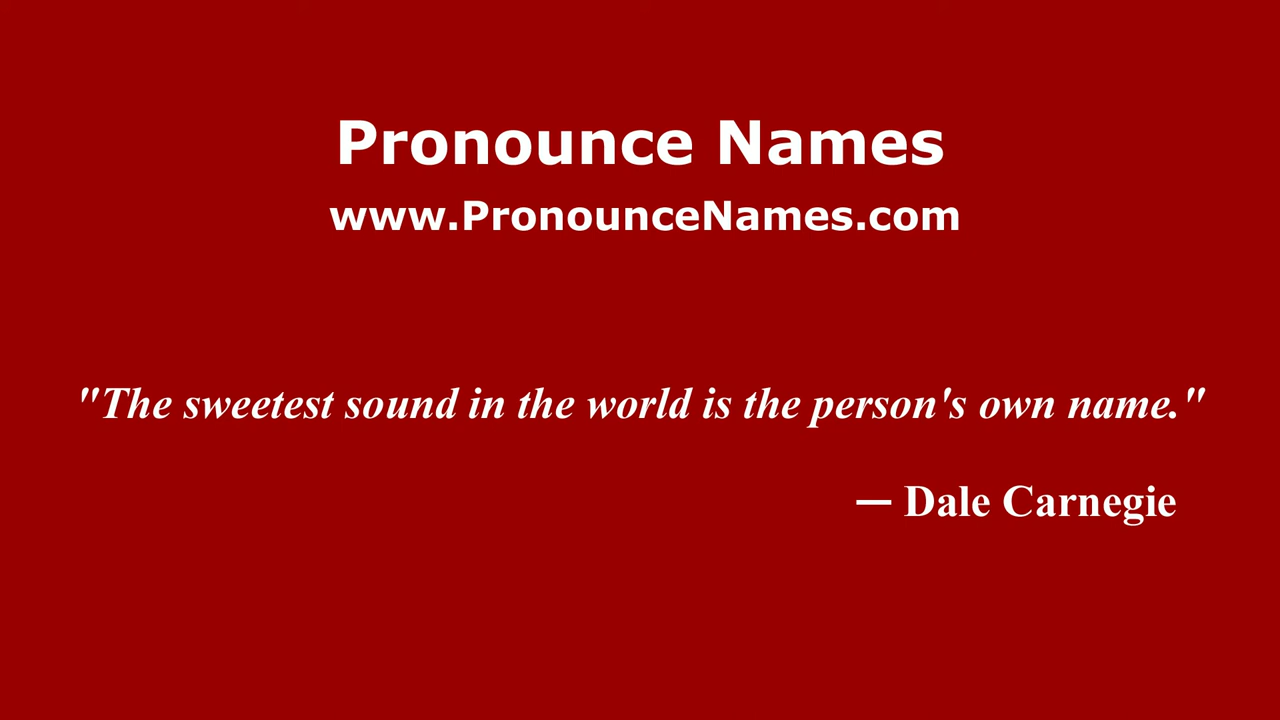 Pronounce Names
www.PronounceNames.com
"The sweetest sound in the world is the person's own name."
— Dale Carnegie